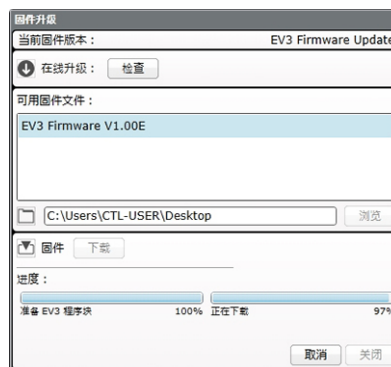 固件升级
当前固件版本： EV3 Firmware Update
在线升级： 检查
可用固件文件：
EV3 Firmware V1.00E
C:\Users\CTL-USER\Desktop 浏览
固件 下载
进度：
准备 EV3 程序块 100% 正在下载 97%
取消 关闭